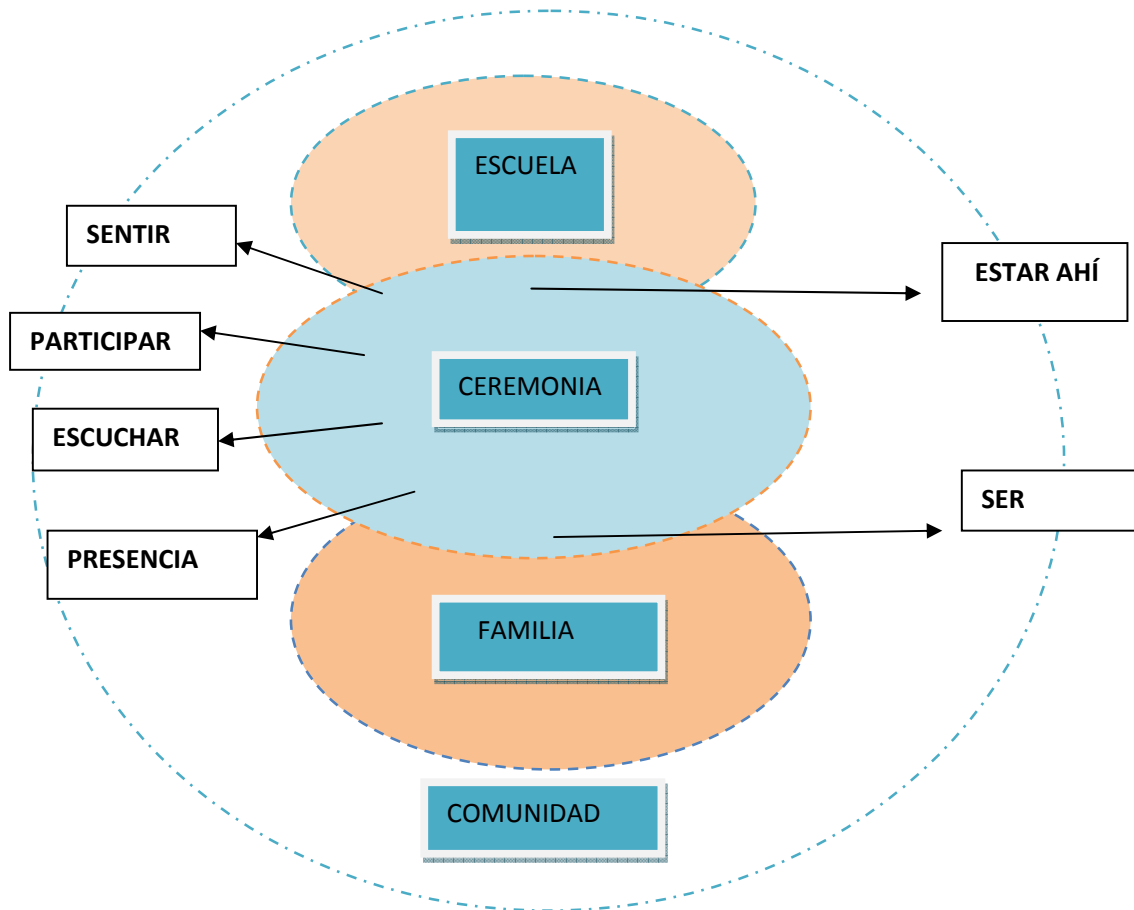 ESCUELA
SENTIR
ESTAR AHÍ
PARTICIPAR
CEREMONIA
ESCUCHAR
SER
PRESENCIA
FAMILIA
COMUNIDAD